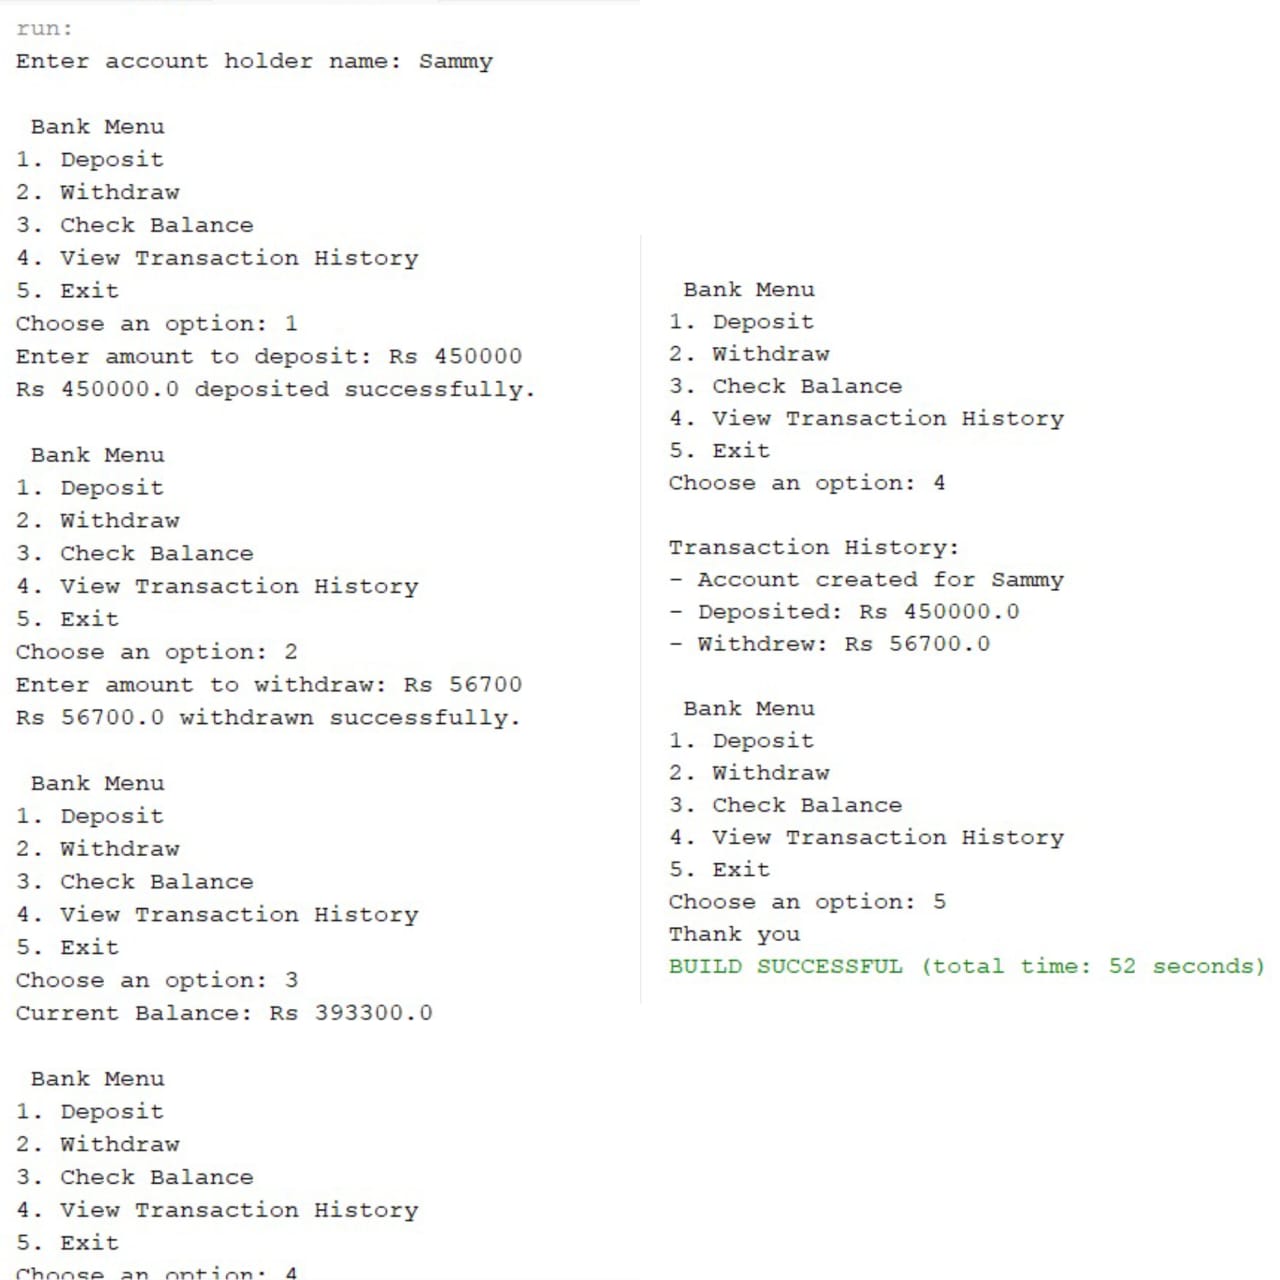 run:
Enter account holder name: Sammy
Bank Menu
1. Deposit
2. Withdraw
3. Check Balance
4. View Transaction History
5. Exit
Choose an option: 1
Enter amount to deposit: Rs 450000
Rs 450000.0 deposited successfully.
Bank Menu
1. Deposit
2. Withdraw
3. Check Balance
4. View Transaction History
5. Exit
Choose an option: 2
Enter amount to withdraw: Rs 56700
Rs 56700.0 withdrawn successfully.
Bank Menu
1. Deposit
2. Withdraw
3. Check Balance
4. View Transaction History
5. Exit
Choose an option: 3
Current Balance: Rs 393300.0
Bank Menu
1. Deposit
2. Withdraw
3. Check Balance
4. View Transaction History
5. Exit
Choose an option: 4
Bank Menu
1. Deposit
2. Withdraw
3. Check Balance
4. View Transaction History
5. Exit
Choose an option: 4
Transaction History:
- Account created for Sammy
- Deposited: Rs 450000.0
- Withdrew: Rs 56700.0
Bank Menu
1. Deposit
2. Withdraw
3. Check Balance
4. View Transaction History
5. Exit
Choose an option: 5
Thank you
BUILD SUCCESSFUL (total time: 52 seconds)